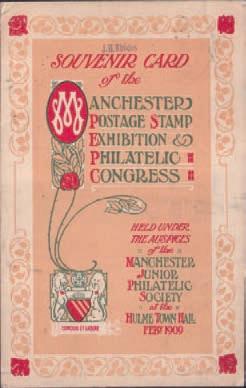 SOUVENIR CARD
of the
MANCHESTER
POSTAGE STAMP
EXHIBITION &
PHILATELIC
CONGRESS
HELD UNDER
THE AUSPICES
of the
MANCHESTER
JUNIOR
PHILATELIC
SOCIETY
at the
HULME TOWN HALL
FEBY 1909
CONCILIO ET LABORE